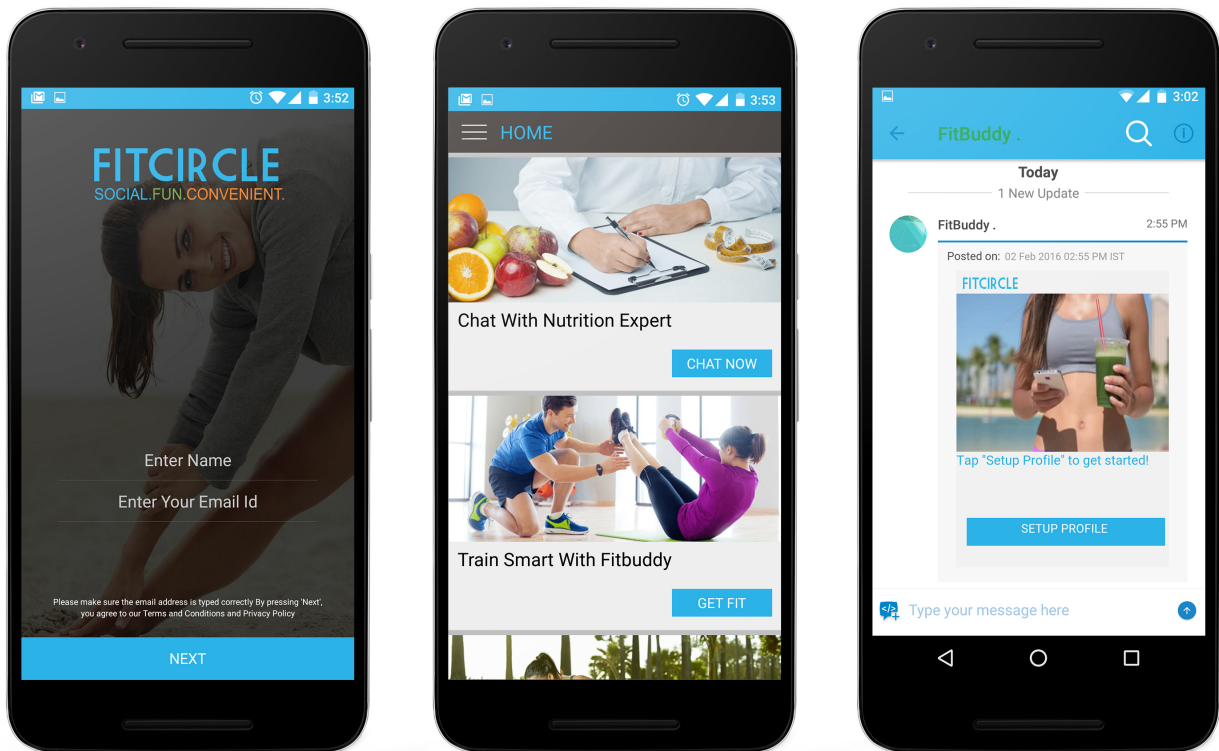 3:52
FITCIRCLE
SOCIAL.FUN.CONVENIENT.
Enter Name
Enter Your Email Id
Please make sure the email address is typed correctly By pressing 'Next',
you agree to our Terms and Conditions and Privacy Policy
NEXT
3:53
HOME
Chat With Nutrition Expert
CHAT NOW
Train Smart With Fitbuddy
GET FIT
3:02
FitBuddy .
Today
1 New Update
FitBuddy . 2:55 PM
Posted on: 02 Feb 2016 02:55 PM IST
FITCIRCLE
Tap "Setup Profile" to get started!
SETUP PROFILE
Type your message here